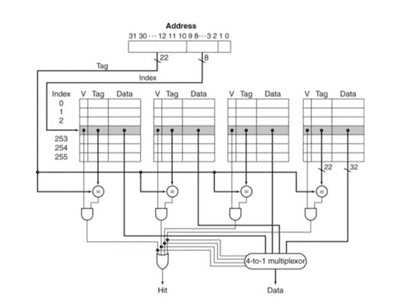 Address
31 30 ··· 12 11 10 9 8 ··· 3 2 1 0
22
8
Tag
Index
Index V Tag Data V Tag Data V Tag Data V Tag Data
0
1
2
253
254
255
22
32
= = = =
4-to-1 multiplexor
Hit
Data